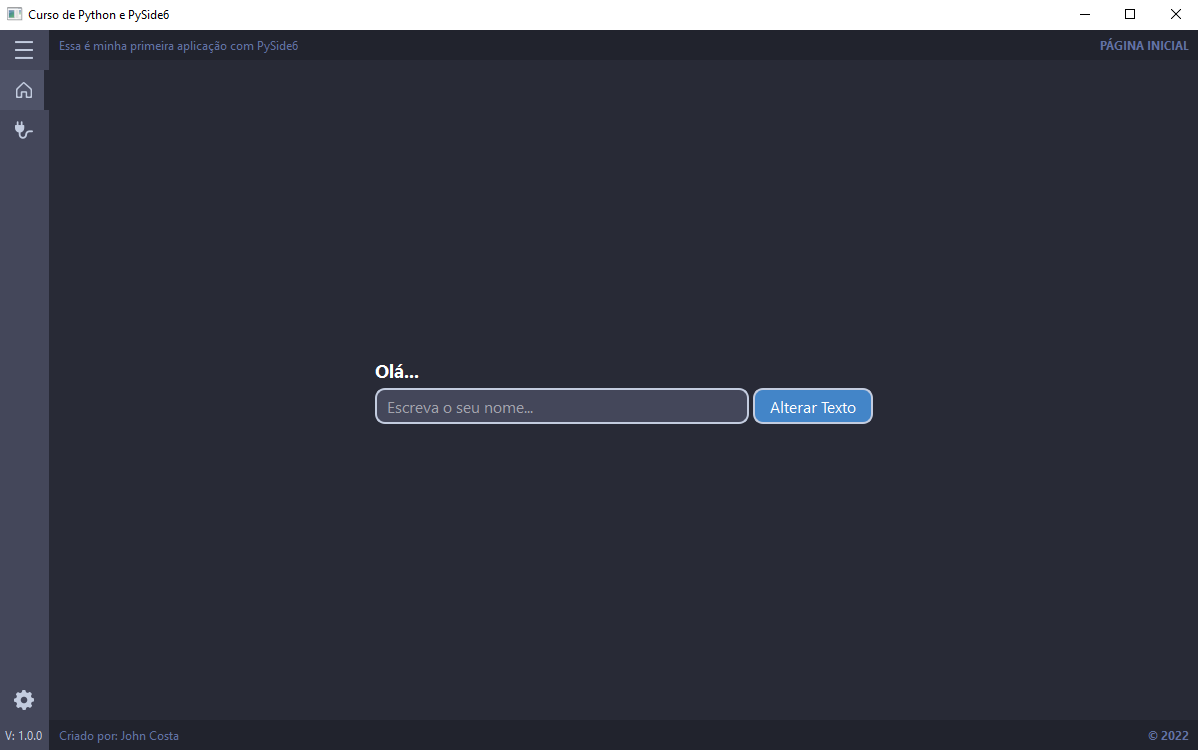 Curso de Python e PySide6
Essa é minha primeira aplicação com PySide6
PÁGINA INICIAL
Olá...
Escreva o seu nome...
Alterar Texto
V: 1.0.0
Criado por: John Costa
© 2022